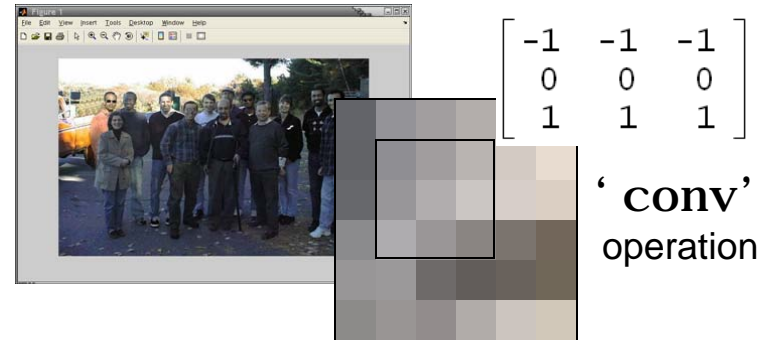 Figure 1
File Edit View Insert Tools Desktop Window Help
-1 -1 -1
0 0 0
1 1 1
‘ conv’
operation